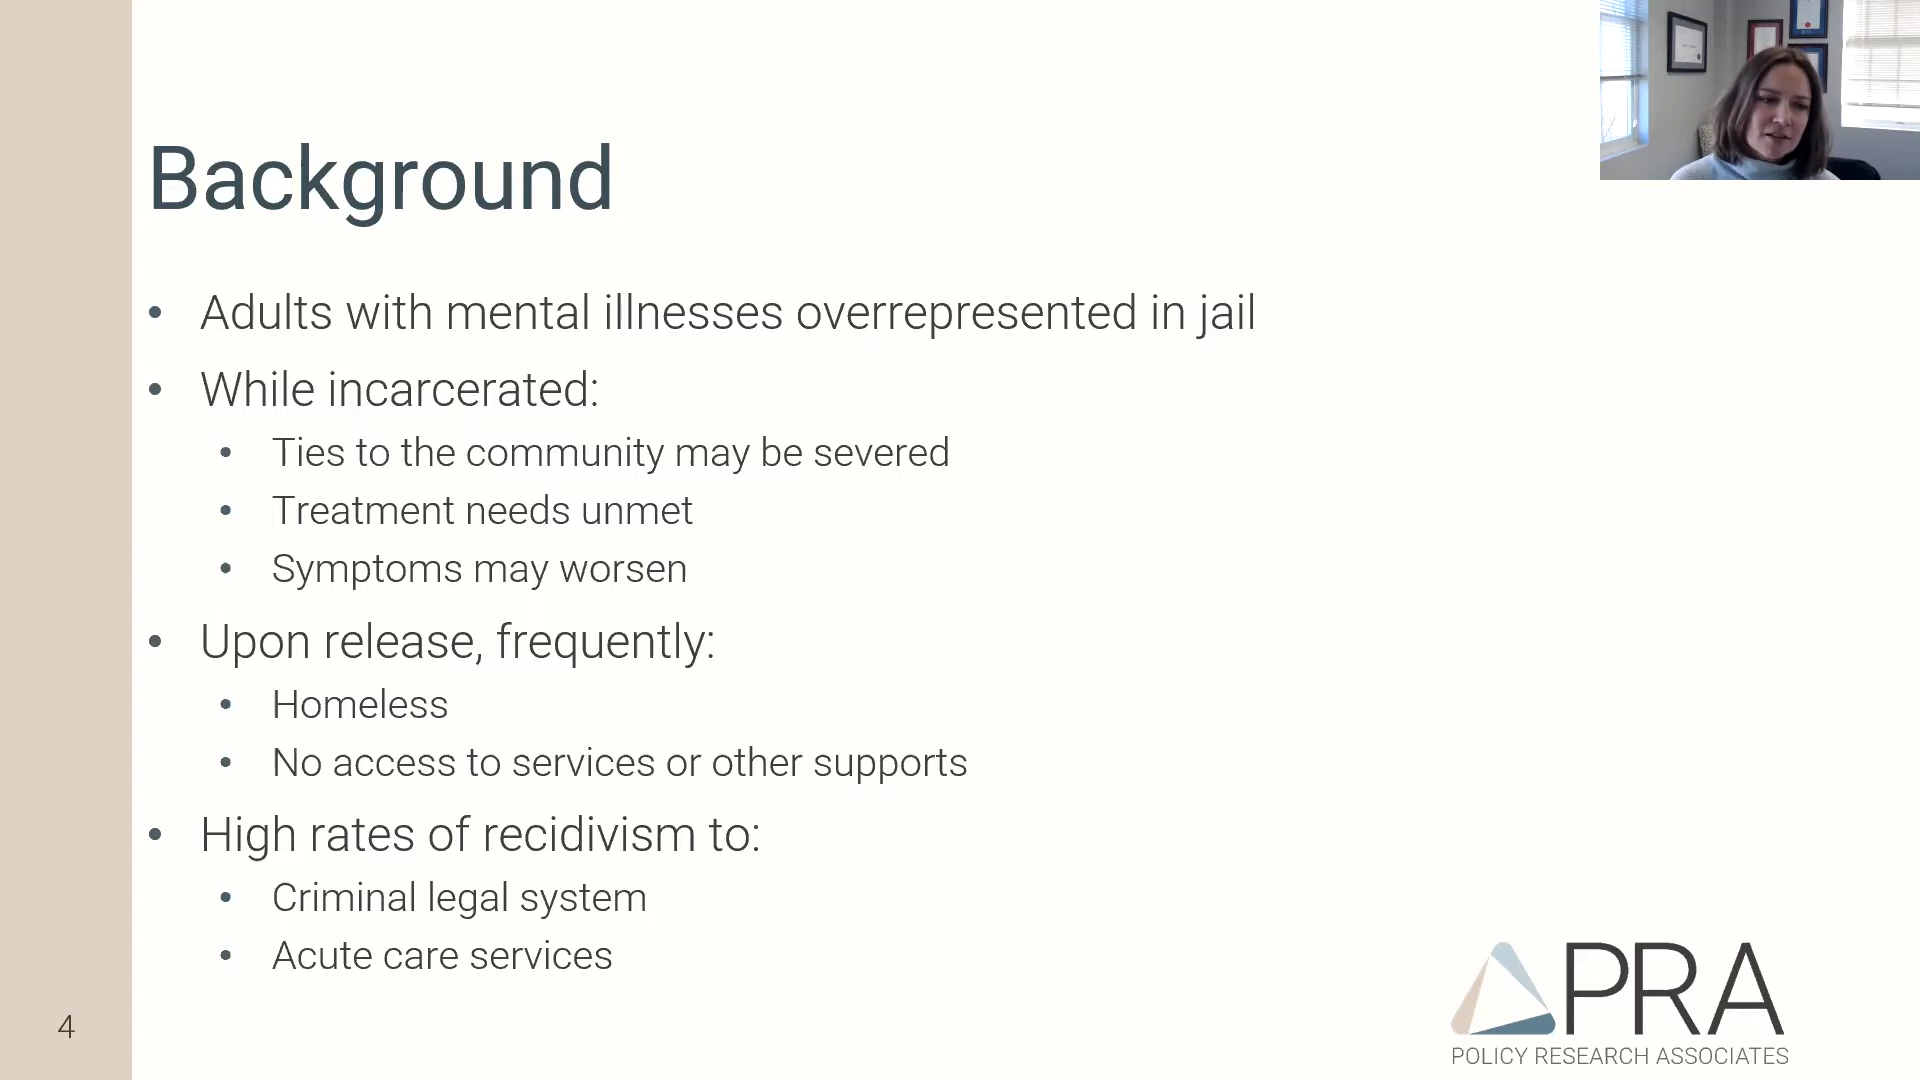 Background
• Adults with mental illnesses overrepresented in jail
• While incarcerated:
• Ties to the community may be severed
• Treatment needs unmet
• Symptoms may worsen
• Upon release, frequently:
• Homeless
• No access to services or other supports
• High rates of recidivism to:
• Criminal legal system
• Acute care services
4
PRA
POLICY RESEARCH ASSOCIATES